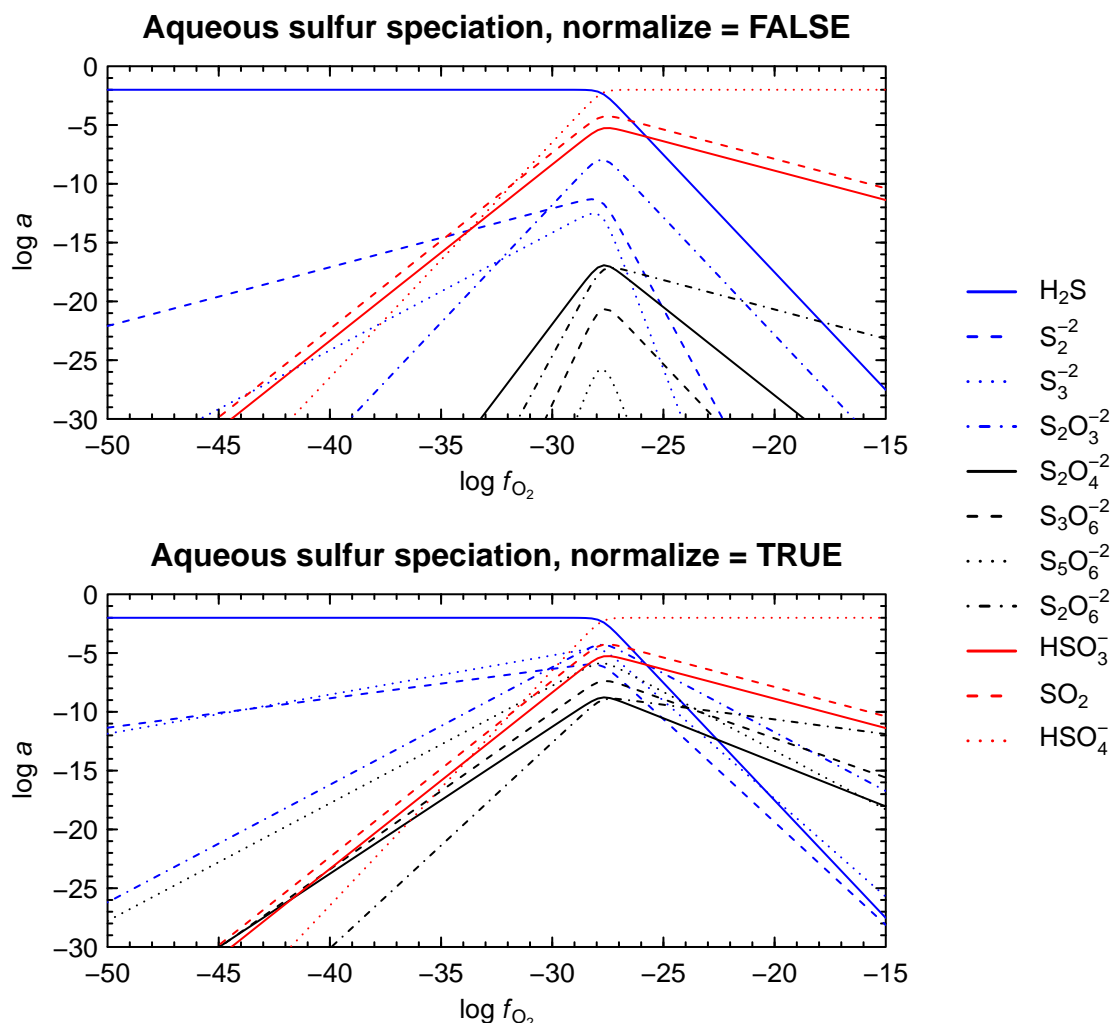 Aqueous sulfur speciation, normalize = FALSE
0
−5
−10
−15
−20
−25
−30
log a
−50 −45 −40 −35 −30 −25 −20 −15
log fO₂
Aqueous sulfur speciation, normalize = TRUE
0
−5
−10
−15
−20
−25
−30
log a
−50 −45 −40 −35 −30 −25 −20 −15
log fO₂
H₂S
S₂⁻²
S₃⁻²
S₂O₃⁻²
S₂O₄⁻²
S₃O₆⁻²
S₅O₆⁻²
S₂O₆⁻²
HSO₃⁻
SO₂
HSO₄⁻